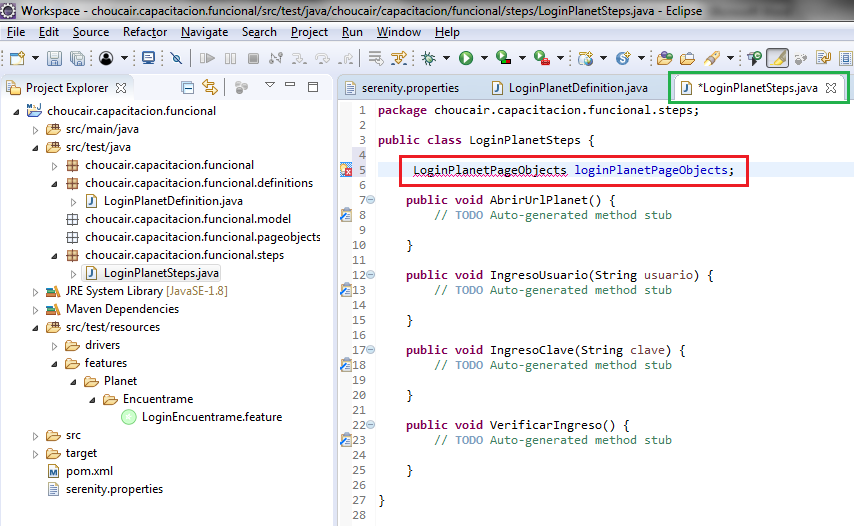 Workspace - choucair.capacitacion.funcional/src/test/java/choucair/capacitacion/funcional/steps/LoginPlanetSteps.java - Eclipse
File Edit Source Refactor Navigate Search Project Run Window Help
Project Explorer
choucair.capacitacion.funcional
src/main/java
src/test/java
choucair.capacitacion.funcional
choucair.capacitacion.funcional.definitions
LoginPlanetDefinition.java
choucair.capacitacion.funcional.model
choucair.capacitacion.funcional.pageobjects
choucair.capacitacion.funcional.steps
LoginPlanetSteps.java
JRE System Library [JavaSE-1.8]
Maven Dependencies
src/test/resources
drivers
features
Planet
Encuentrame
LoginEncuentrame.feature
src
target
pom.xml
serenity.properties
serenity.properties LoginPlanetDefinition.java *LoginPlanetSteps.java
1 package choucair.capacitacion.funcional.steps;
2
3 public class LoginPlanetSteps {
4
5 LoginPlanetPageObjects loginPlanetPageObjects;
6
7 public void AbrirUrlPlanet() {
8 // TODO Auto-generated method stub
9
10 }
11
12 public void IngresoUsuario(String usuario) {
13 // TODO Auto-generated method stub
14
15 }
16
17 public void IngresoClave(String clave) {
18 // TODO Auto-generated method stub
19
20 }
21
22 public void VerificarIngreso() {
23 // TODO Auto-generated method stub
24
25 }
26
27 }
28